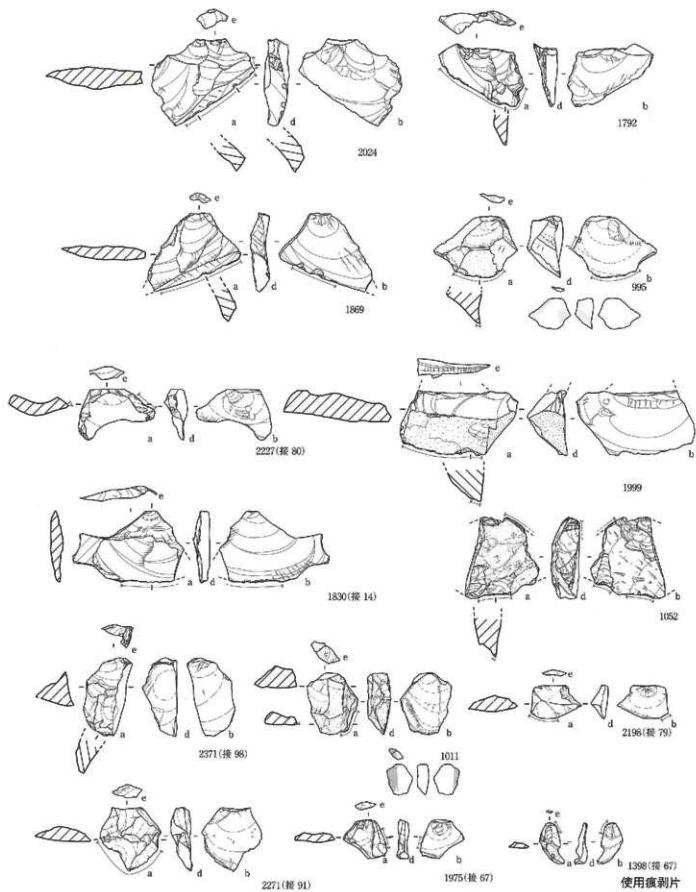 e
a d b
2024
e
a d b
1792
e
a d b
1869
e
a d b
995
c
a d b
2227(接 80)
e
a d b
1999
e
a d b
1830(接 14)
a d b
1052
e
a d b
2371(接 98)
e
a d b
1011
e
a d b
2198(接 79)
e
a d b
2271(接 91)
e
a d b
1975(接 67)
e
a d b
1398(接 67)
使用痕剥片